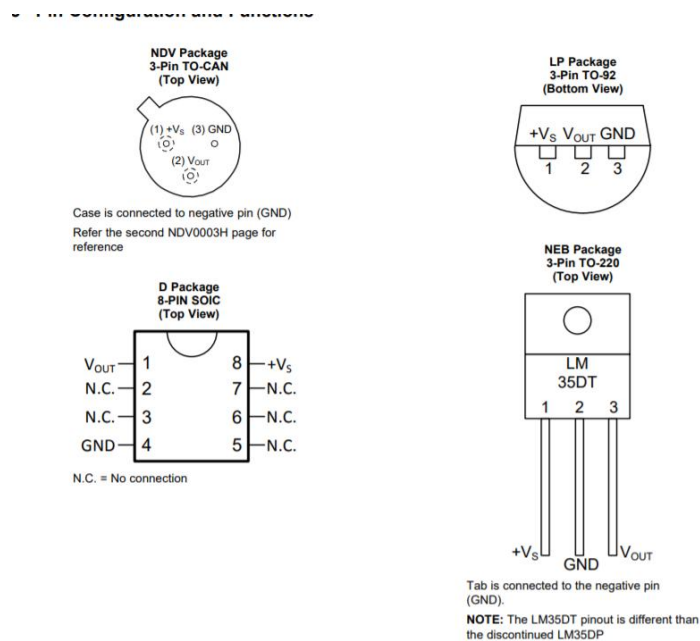 Pin Configuration and Functions
NDV Package
3-Pin TO-CAN
(Top View)
(1) +VS (3) GND
(2) VOUT
Case is connected to negative pin (GND)
Refer the second NDV0003H page for
reference
D Package
8-PIN SOIC
(Top View)
VOUT 1 8 +VS
N.C. 2 7 N.C.
N.C. 3 6 N.C.
GND 4 5 N.C.
N.C. = No connection
LP Package
3-Pin TO-92
(Bottom View)
+VS VOUT GND
1 2 3
NEB Package
3-Pin TO-220
(Top View)
LM
35DT
1 2 3
+VS GND VOUT
Tab is connected to the negative pin
(GND).
NOTE: The LM35DT pinout is different than
the discontinued LM35DP